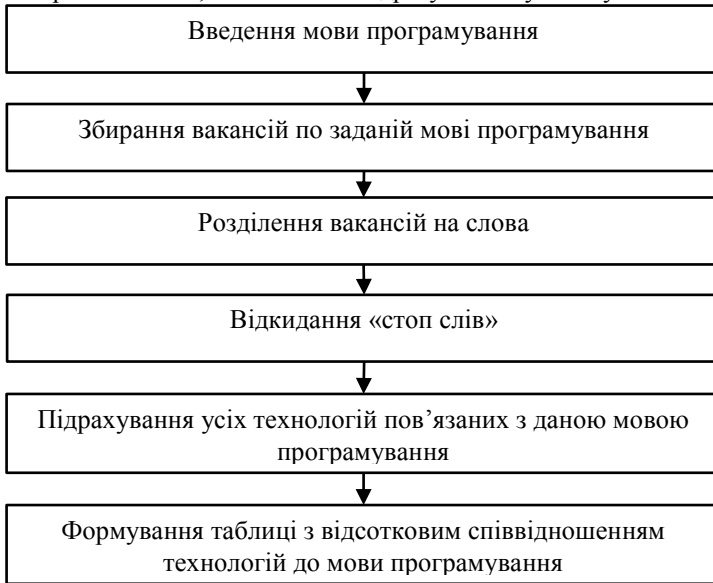 Введення мови програмування
Збирання вакансій по заданій мові програмування
Розділення вакансій на слова
Відкидання «стоп слів»
Підрахування усіх технологій пов’язаних з даною мовою
програмування
Формування таблиці з відсотковим співвідношенням
технологій до мови програмування